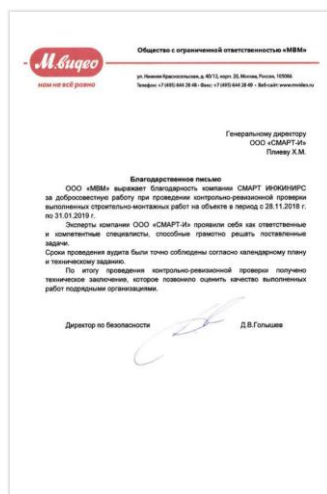 М.видео
нам не всё равно
Общество с ограниченной ответственностью «МВМ»
ул. Нижняя Красносельская, д. 40/12, корп. 20, Москва, Россия, 105066
Телефон: +7 (495) 644 28 48 • Факс: +7 (495) 644 28 49 • Веб-сайт: www.mvideo.ru
Генеральному директору
ООО «СМАРТ-И»
Плиеву Х.М.
Благодарственное письмо
ООО «МВМ» выражает благодарность компании СМАРТ ИНЖИНИРС
за добросовестную работу при проведении контрольно-ревизионной проверки
выполненных строительно-монтажных работ на объекте в период с 28.11.2018 г.
по 31.01.2019 г.
Эксперты компании ООО «СМАРТ-И» проявили себя как ответственные
и компетентные специалисты, способные грамотно решать поставленные
задачи.
Сроки проведения аудита были точно соблюдены согласно календарному плану
и техническому заданию.
По итогу проведения контрольно-ревизионной проверки получено
техническое заключение, которое позволило оценить качество выполненных
работ подрядными организациями.
Директор по безопасности Д.В.Голышев